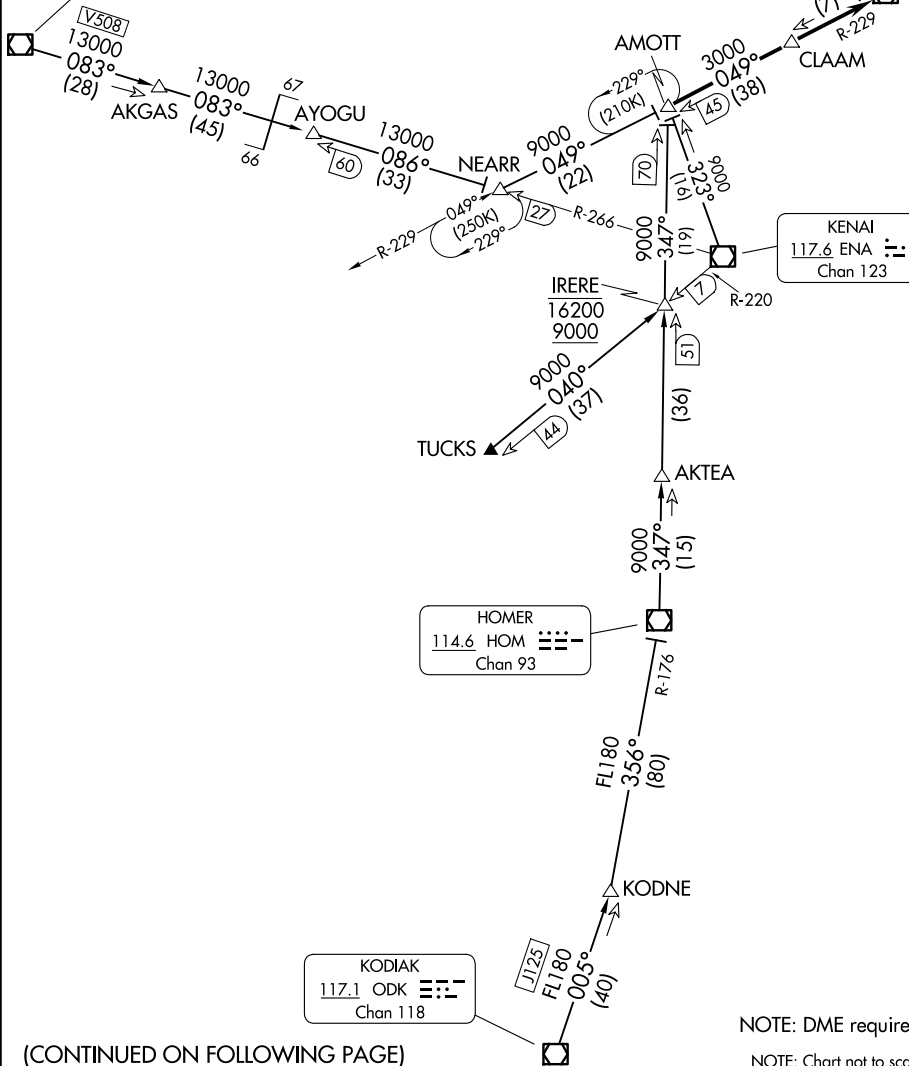 V508
13000
083°
(28)
AKGAS
13000
083°
(45)
67
66
AYOGU
60
13000
086°
(33)
NEARR
9000
049°
(22)
229°
(210K)
AMOTT
3000
049°
(38)
45
CLAAM
(7)
R-229
R-229
049°
(250K)
229°
27
R-266
70
9000
347°
(19)
9000
323°
(16)
KENAI
117.6 ENA
Chan 123
7
R-220
IRERE
16200
9000
9000
040°
(37)
44
TUCKS
51
(36)
AKTEA
9000
347°
(15)
HOMER
114.6 HOM
Chan 93
R-176
FL180
356°
(80)
KODNE
J125
FL180
005°
(40)
KODIAK
117.1 ODK
Chan 118
NOTE: DME require
(CONTINUED ON FOLLOWING PAGE)
NOTE: Chart not to sca